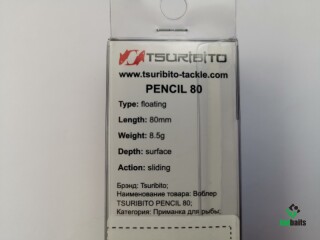 TSURIBITO
www.tsuribito-tackle.com
PENCIL 80
Type: floating
Length: 80mm
Weight: 8.5g
Depth: surface
Action: sliding
Брэнд: Tsuribito;
Наименование товара: Воблер
TSURIBITO PENCIL 80;
Категория: Приманка для рыбы;